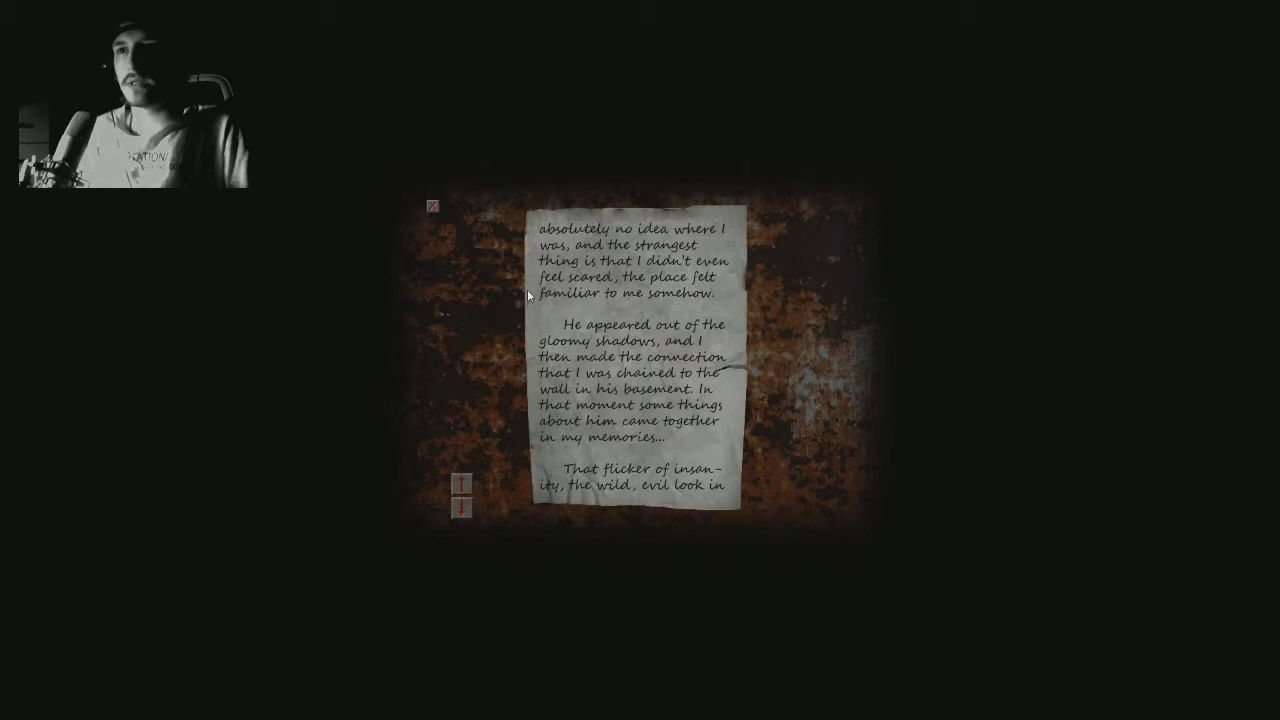 NATION
absolutely no idea where I
was, and the strangest
thing is that I didn't even
feel scared, the place felt
familiar to me somehow.
He appeared out of the
gloomy shadows, and I
then made the connection
that I was chained to the
wall in his basement. In
that moment some things
about him came together
in my memories...
That flicker of insan-
ity, the wild, evil look in